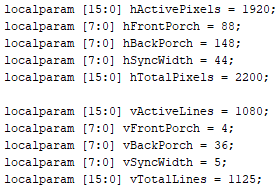 localparam [15:0] hActivePixels = 1920;
localparam [7:0] hFrontPorch = 88;
localparam [7:0] hBackPorch = 148;
localparam [7:0] hSyncWidth = 44;
localparam [15:0] hTotalPixels = 2200;
localparam [15:0] vActiveLines = 1080;
localparam [7:0] vFrontPorch = 4;
localparam [7:0] vBackPorch = 36;
localparam [7:0] vSyncWidth = 5;
localparam [15:0] vTotalLines = 1125;